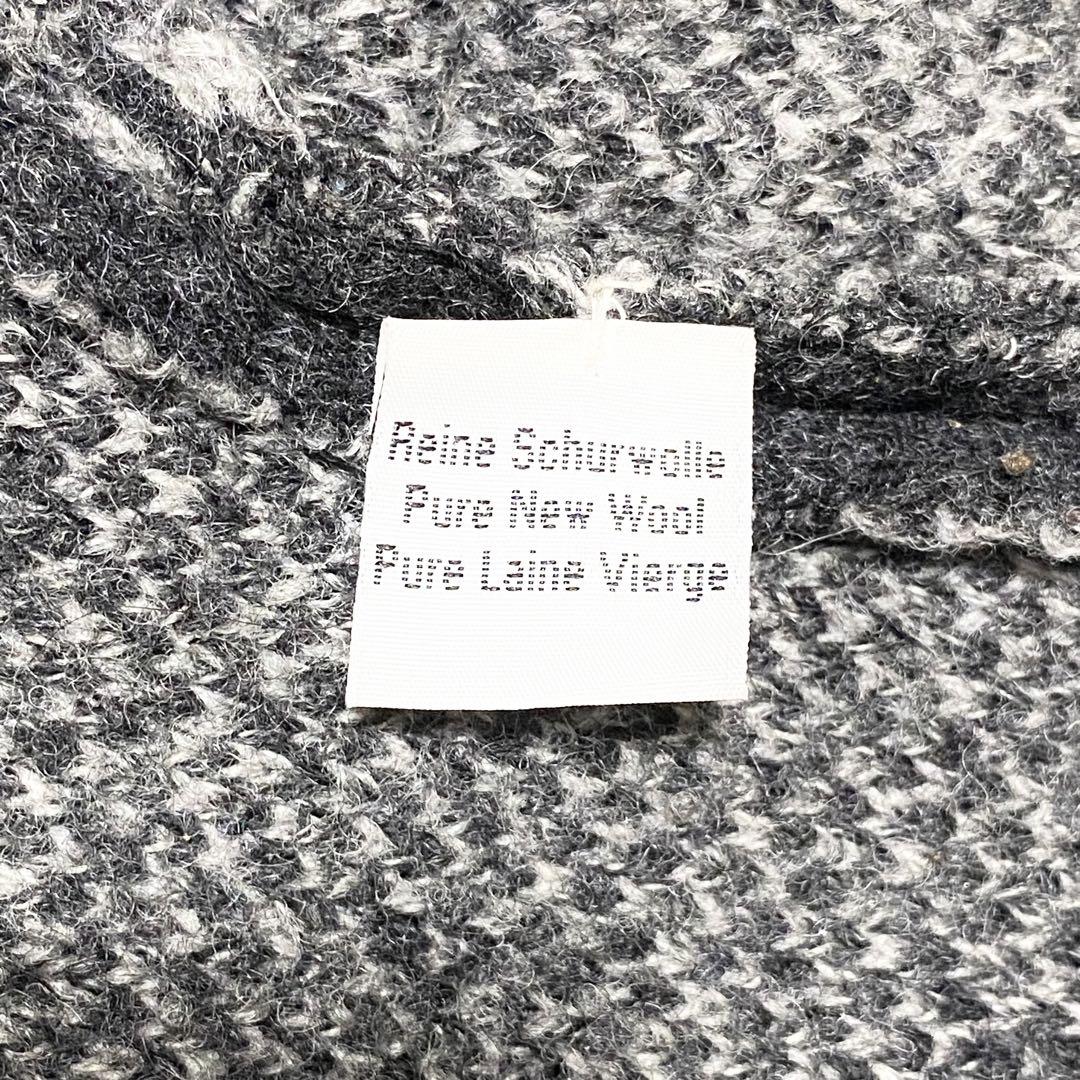 Reine Schurwolle
Pure New Wool
Pure Laine Vierge